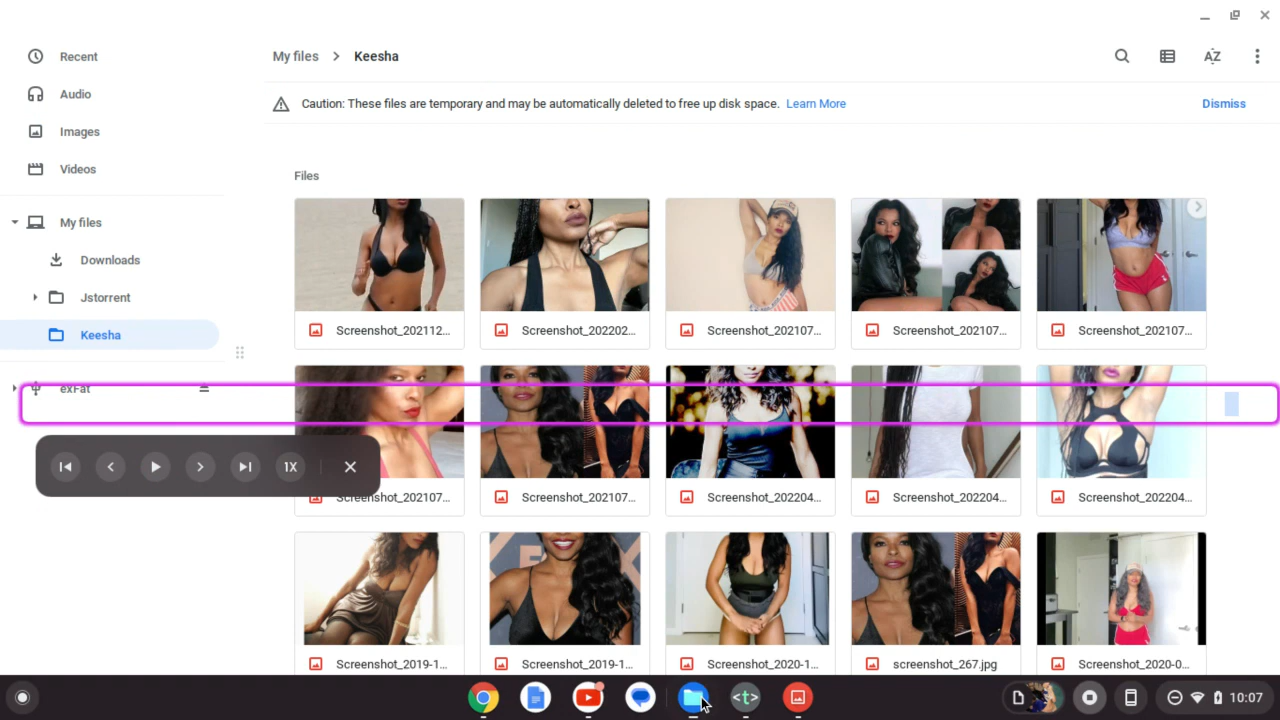 Recent
Audio
Images
Videos
My files
Downloads
Jstorrent
Keesha
exFat
1X
My files > Keesha
AZ
Caution: These files are temporary and may be automatically deleted to free up disk space. Learn More
Dismiss
Files
Screenshot_202112...
Screenshot_202202...
Screenshot_202107...
Screenshot_202107...
Screenshot_202107...
Screenshot_202107...
Screenshot_202107...
Screenshot_202204...
Screenshot_202204...
Screenshot_202204...
Screenshot_2019-1...
Screenshot_2019-1...
Screenshot_2020-1...
screenshot_267.jpg
Screenshot_2020-0...
<t>
10:07